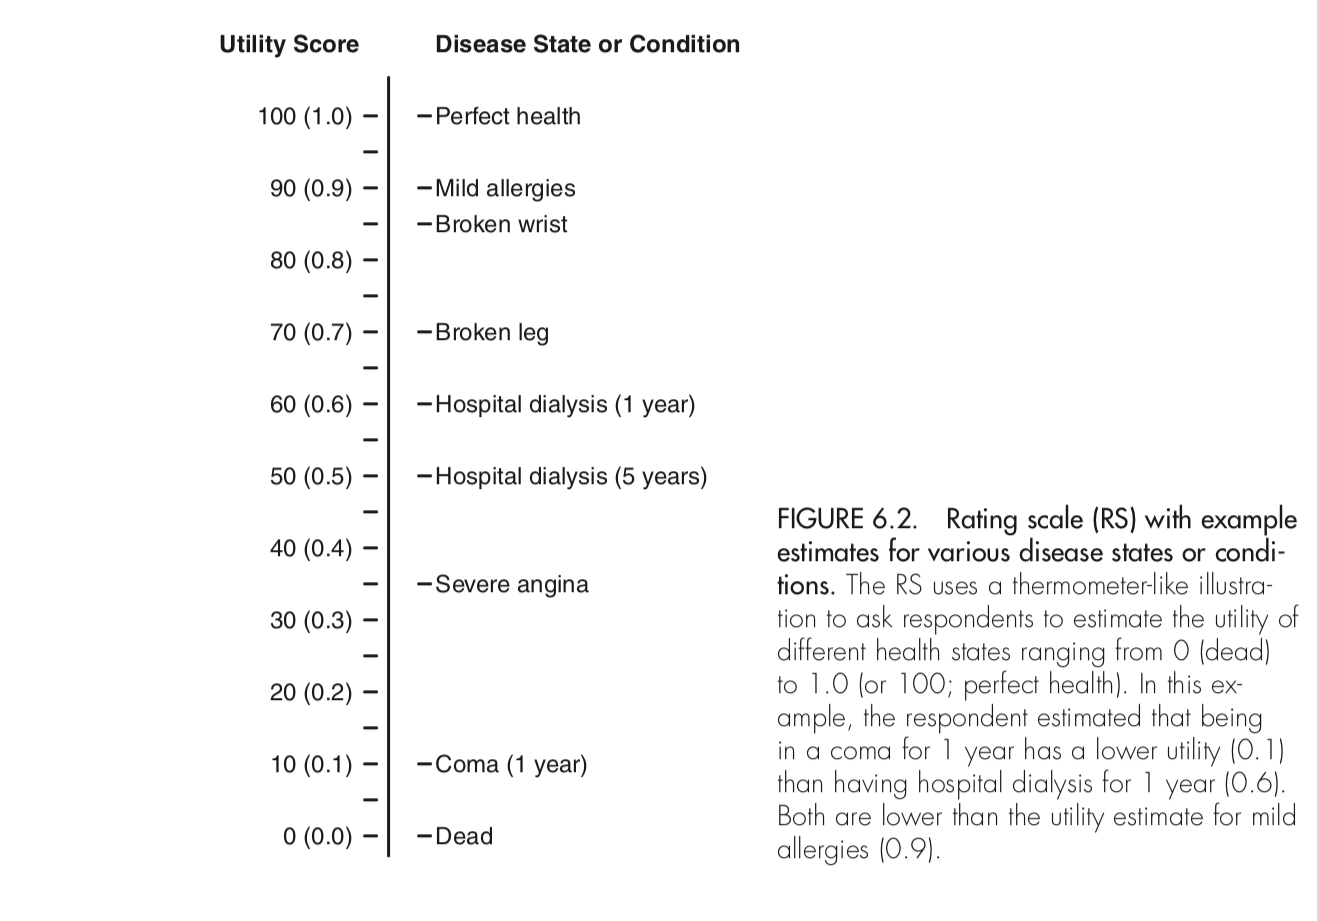 Utility Score Disease State or Condition
100 (1.0) Perfect health
90 (0.9) Mild allergies
Broken wrist
80 (0.8)
70 (0.7) Broken leg
60 (0.6) Hospital dialysis (1 year)
50 (0.5) Hospital dialysis (5 years)
40 (0.4)
Severe angina
30 (0.3)
20 (0.2)
10 (0.1) Coma (1 year)
0 (0.0) Dead
FIGURE 6.2. Rating scale (RS) with example
estimates for various disease states or condi-
tions. The RS uses a thermometer-like illustra-
tion to ask respondents to estimate the utility of
different health states ranging from 0 (dead)
to 1.0 (or 100; perfect health). In this ex-
ample, the respondent estimated that being
in a coma for 1 year has a lower utility (0.1)
than having hospital dialysis for 1 year (0.6).
Both are lower than the utility estimate for mild
allergies (0.9).